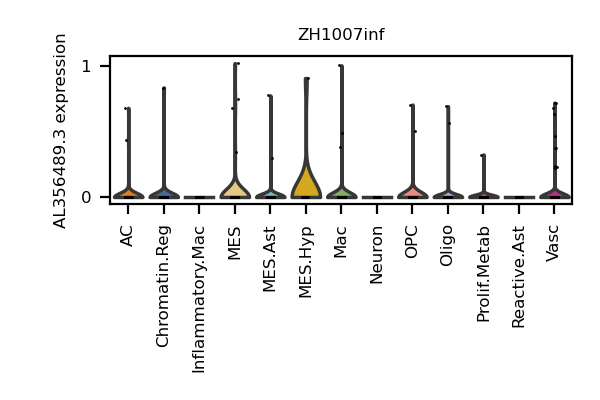 ZH1007inf
AL356489.3 expression
1
0
AC
Chromatin.Reg
Inflammatory.Mac
MES
MES.Ast
MES.Hyp
Mac
Neuron
OPC
Oligo
Prolif.Metab
Reactive.Ast
Vasc